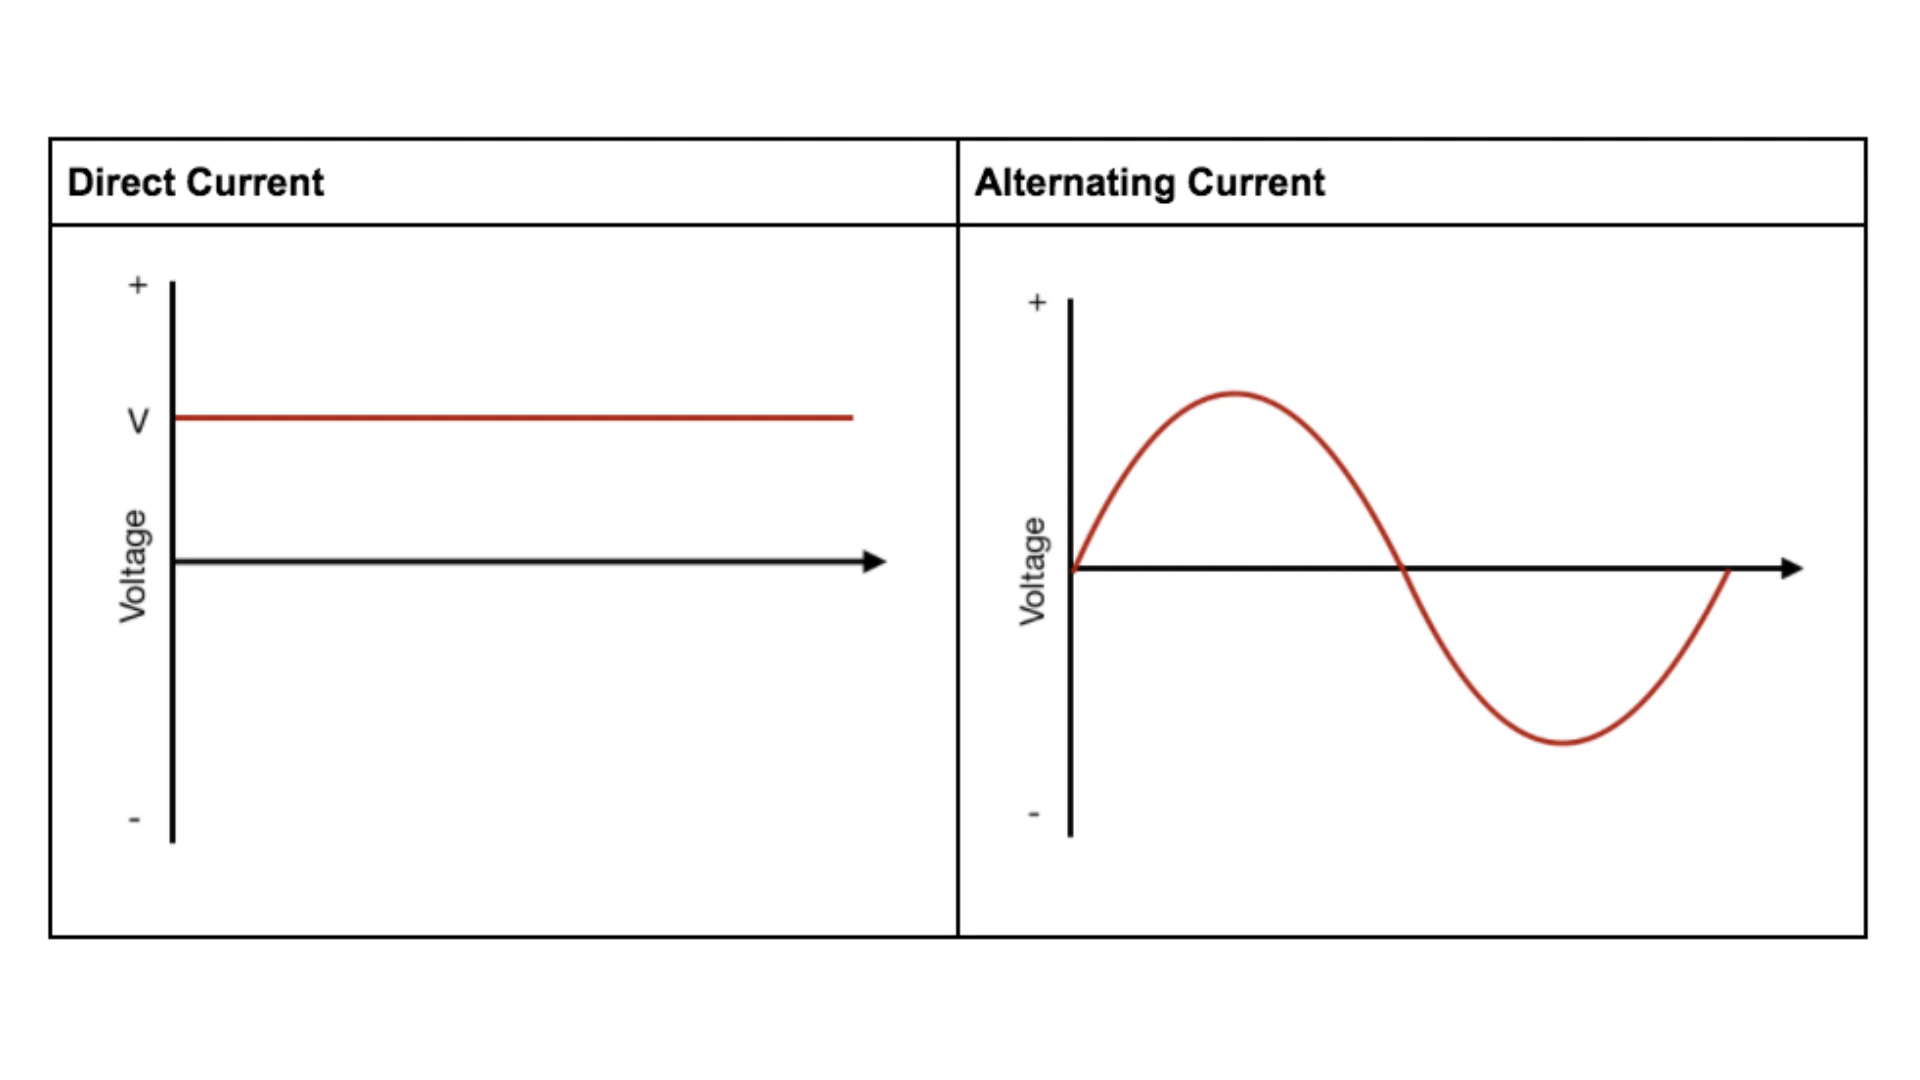 Direct Current
Alternating Current
+
V
Voltage
-
+
Voltage
-